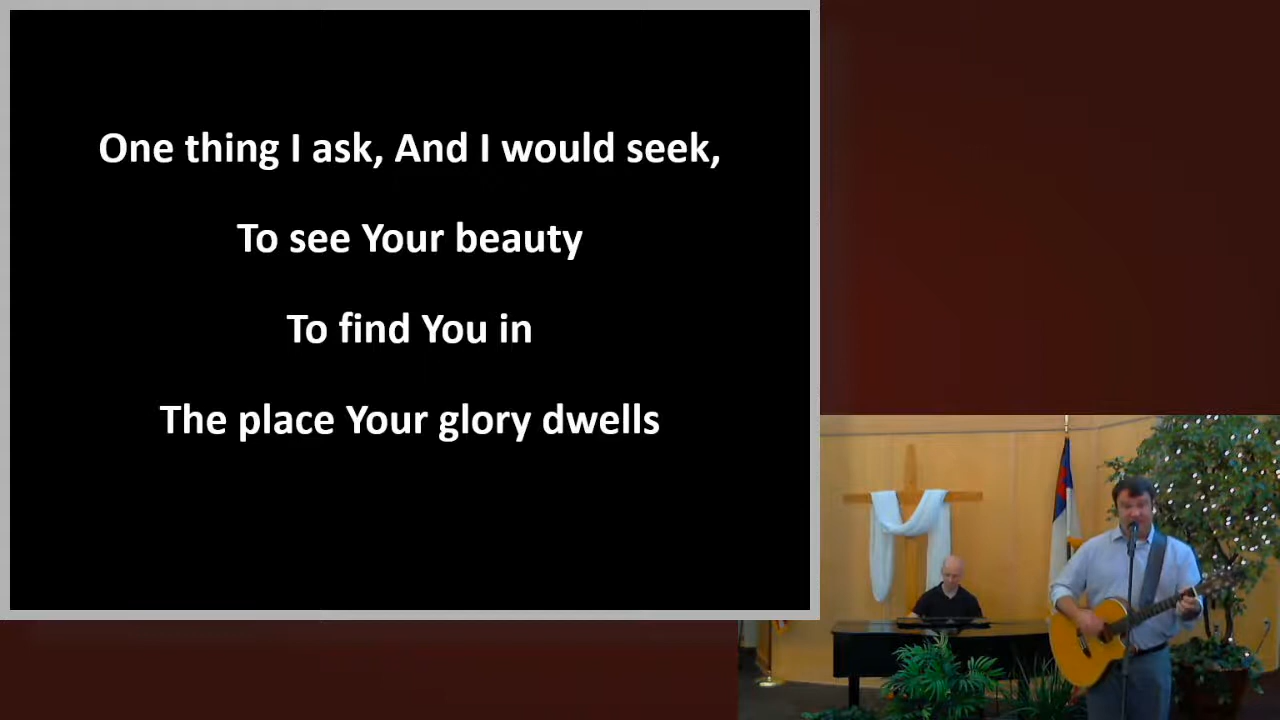 One thing I ask, And I would seek,
To see Your beauty
To find You in
The place Your glory dwells